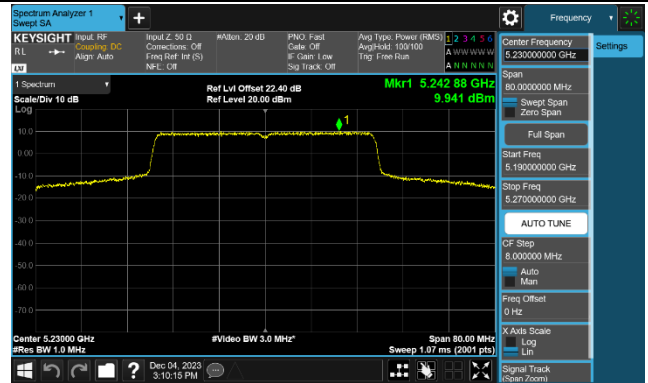 Spectrum Analyzer 1
Swept SA
Frequency
KEYSIGHT
RL
LXI
Input: RF
Coupling: DC
Align: Auto
Input Z: 50 Ω
Corrections: Off
Freq Ref: Int (S)
NFE: Off
#Atten: 20 dB
PNO: Fast
Gate: Off
IF Gain: Low
Sig Track: Off
Avg Type: Power (RMS)
Avg|Hold: 100/100
Trig: Free Run
1 2 3 4 5 6
A W W W W W
A N N N N N
1 Spectrum
Scale/Div 10 dB
Log
Ref Lvl Offset 22.40 dB
Ref Level 20.00 dBm
Mkr1 5.242 88 GHz
9.941 dBm
1
10.0
0.00
-10.0
-20.0
-30.0
-40.0
-50.0
-60.0
-70.0
Center 5.23000 GHz
#Res BW 1.0 MHz
#Video BW 3.0 MHz*
Span 80.00 MHz
Sweep 1.07 ms (2001 pts)
Dec 04, 2023
3:10:15 PM
Center Frequency
5.230000000 GHz
Settings
Span
80.0000000 MHz
Swept Span
Zero Span
Full Span
Start Freq
5.190000000 GHz
Stop Freq
5.270000000 GHz
AUTO TUNE
CF Step
8.000000 MHz
Auto
Man
Freq Offset
0 Hz
X Axis Scale
Log
Lin
Signal Track
(Span Zoom)